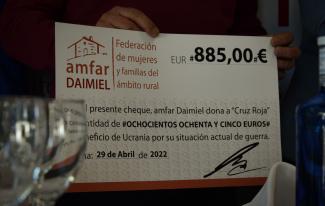 amfar
DAIMIEL
Federación
de mujeres
y familias del
ámbito rural
EUR #885,00#€
presente cheque, amfar Daimiel dona a "Cruz Roja"
entidad de #OCHOCIENTOS OCHENTA Y CINCO EUROS#
beneficio de Ucrania por su situación actual de guerra.
29 de Abril de 2022